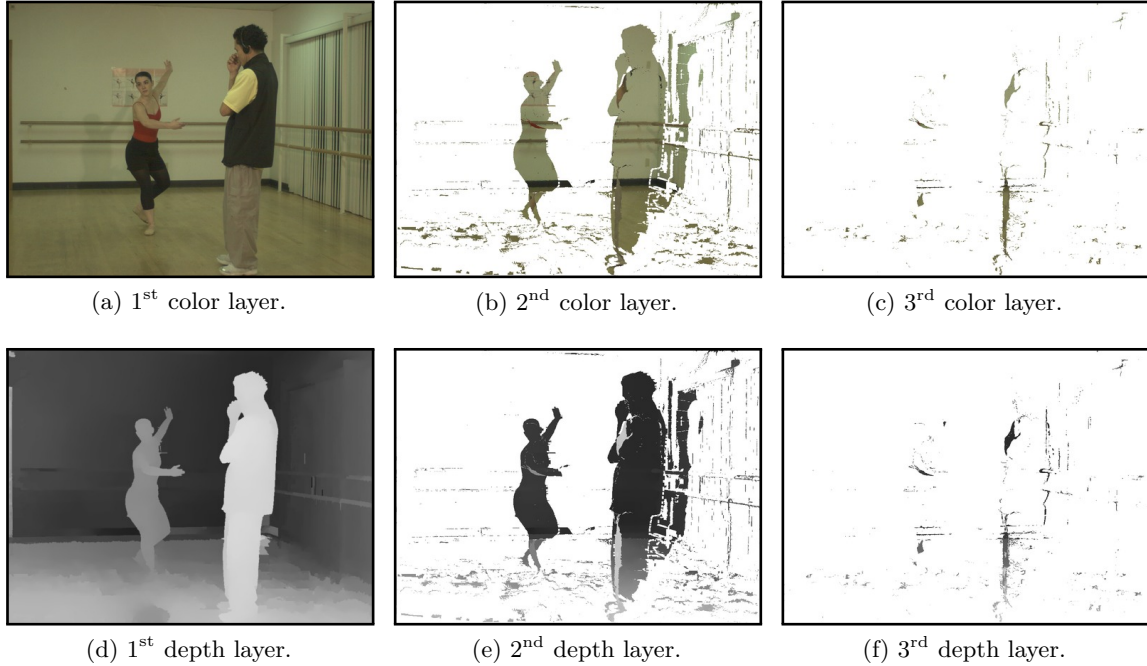 (a) 1st color layer.
(b) 2nd color layer.
(c) 3rd color layer.
(d) 1st depth layer.
(e) 2nd depth layer.
(f) 3rd depth layer.